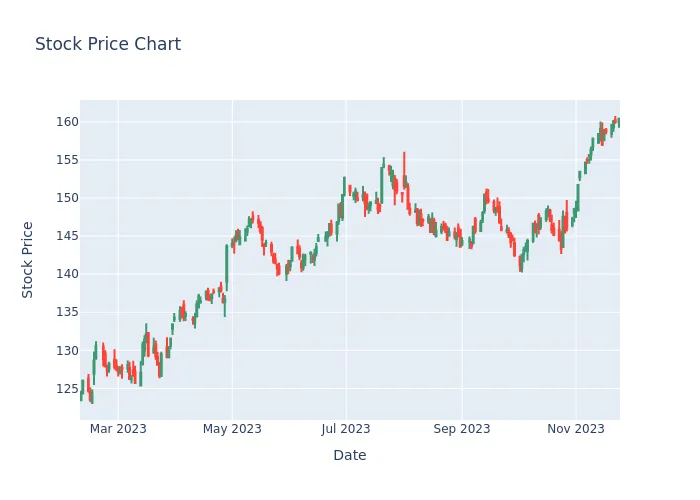 Stock Price Chart
160
155
150
145
140
135
130
125
Stock Price
Mar 2023
May 2023
Jul 2023
Sep 2023
Nov 2023
Date